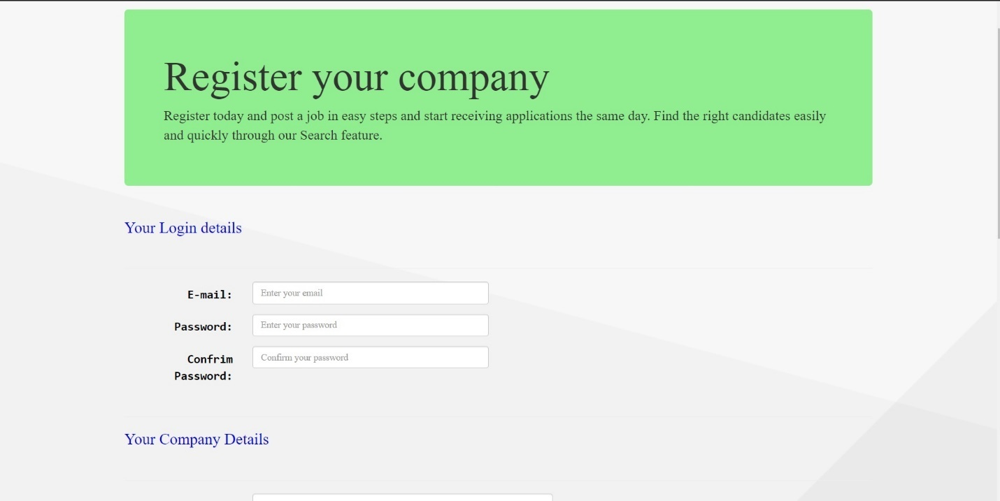 Register your company
Register today and post a job in easy steps and start receiving applications the same day. Find the right candidates easily
and quickly through our Search feature.
Your Login details
E-mail: Enter your email
Password: Enter your password
Confrim Confirm your password
Password:
Your Company Details